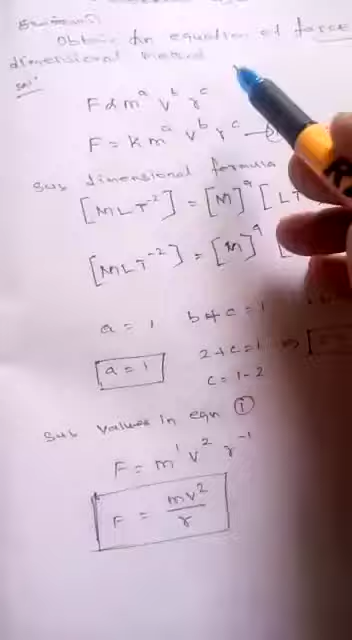 Obtain An equation of force
dimensional method
Sol:
F ∝ m^a v^b r^c
F = K m^a v^b r^c —
Sub dimensional formula
[MLT^-2] = [M]^a [LT
[MLT^-2] = [M]^a [
a = 1, b+c = 1
a = 1 2+c = 1 ⇒
c = 1-2
Sub values in eqn ①
F = m^1 v^2 r^-1
F = mv^2/r